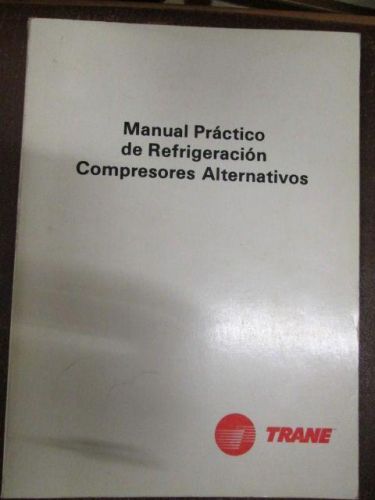 Manual Práctico
de Refrigeración
Compresores Alternativos
TRANE